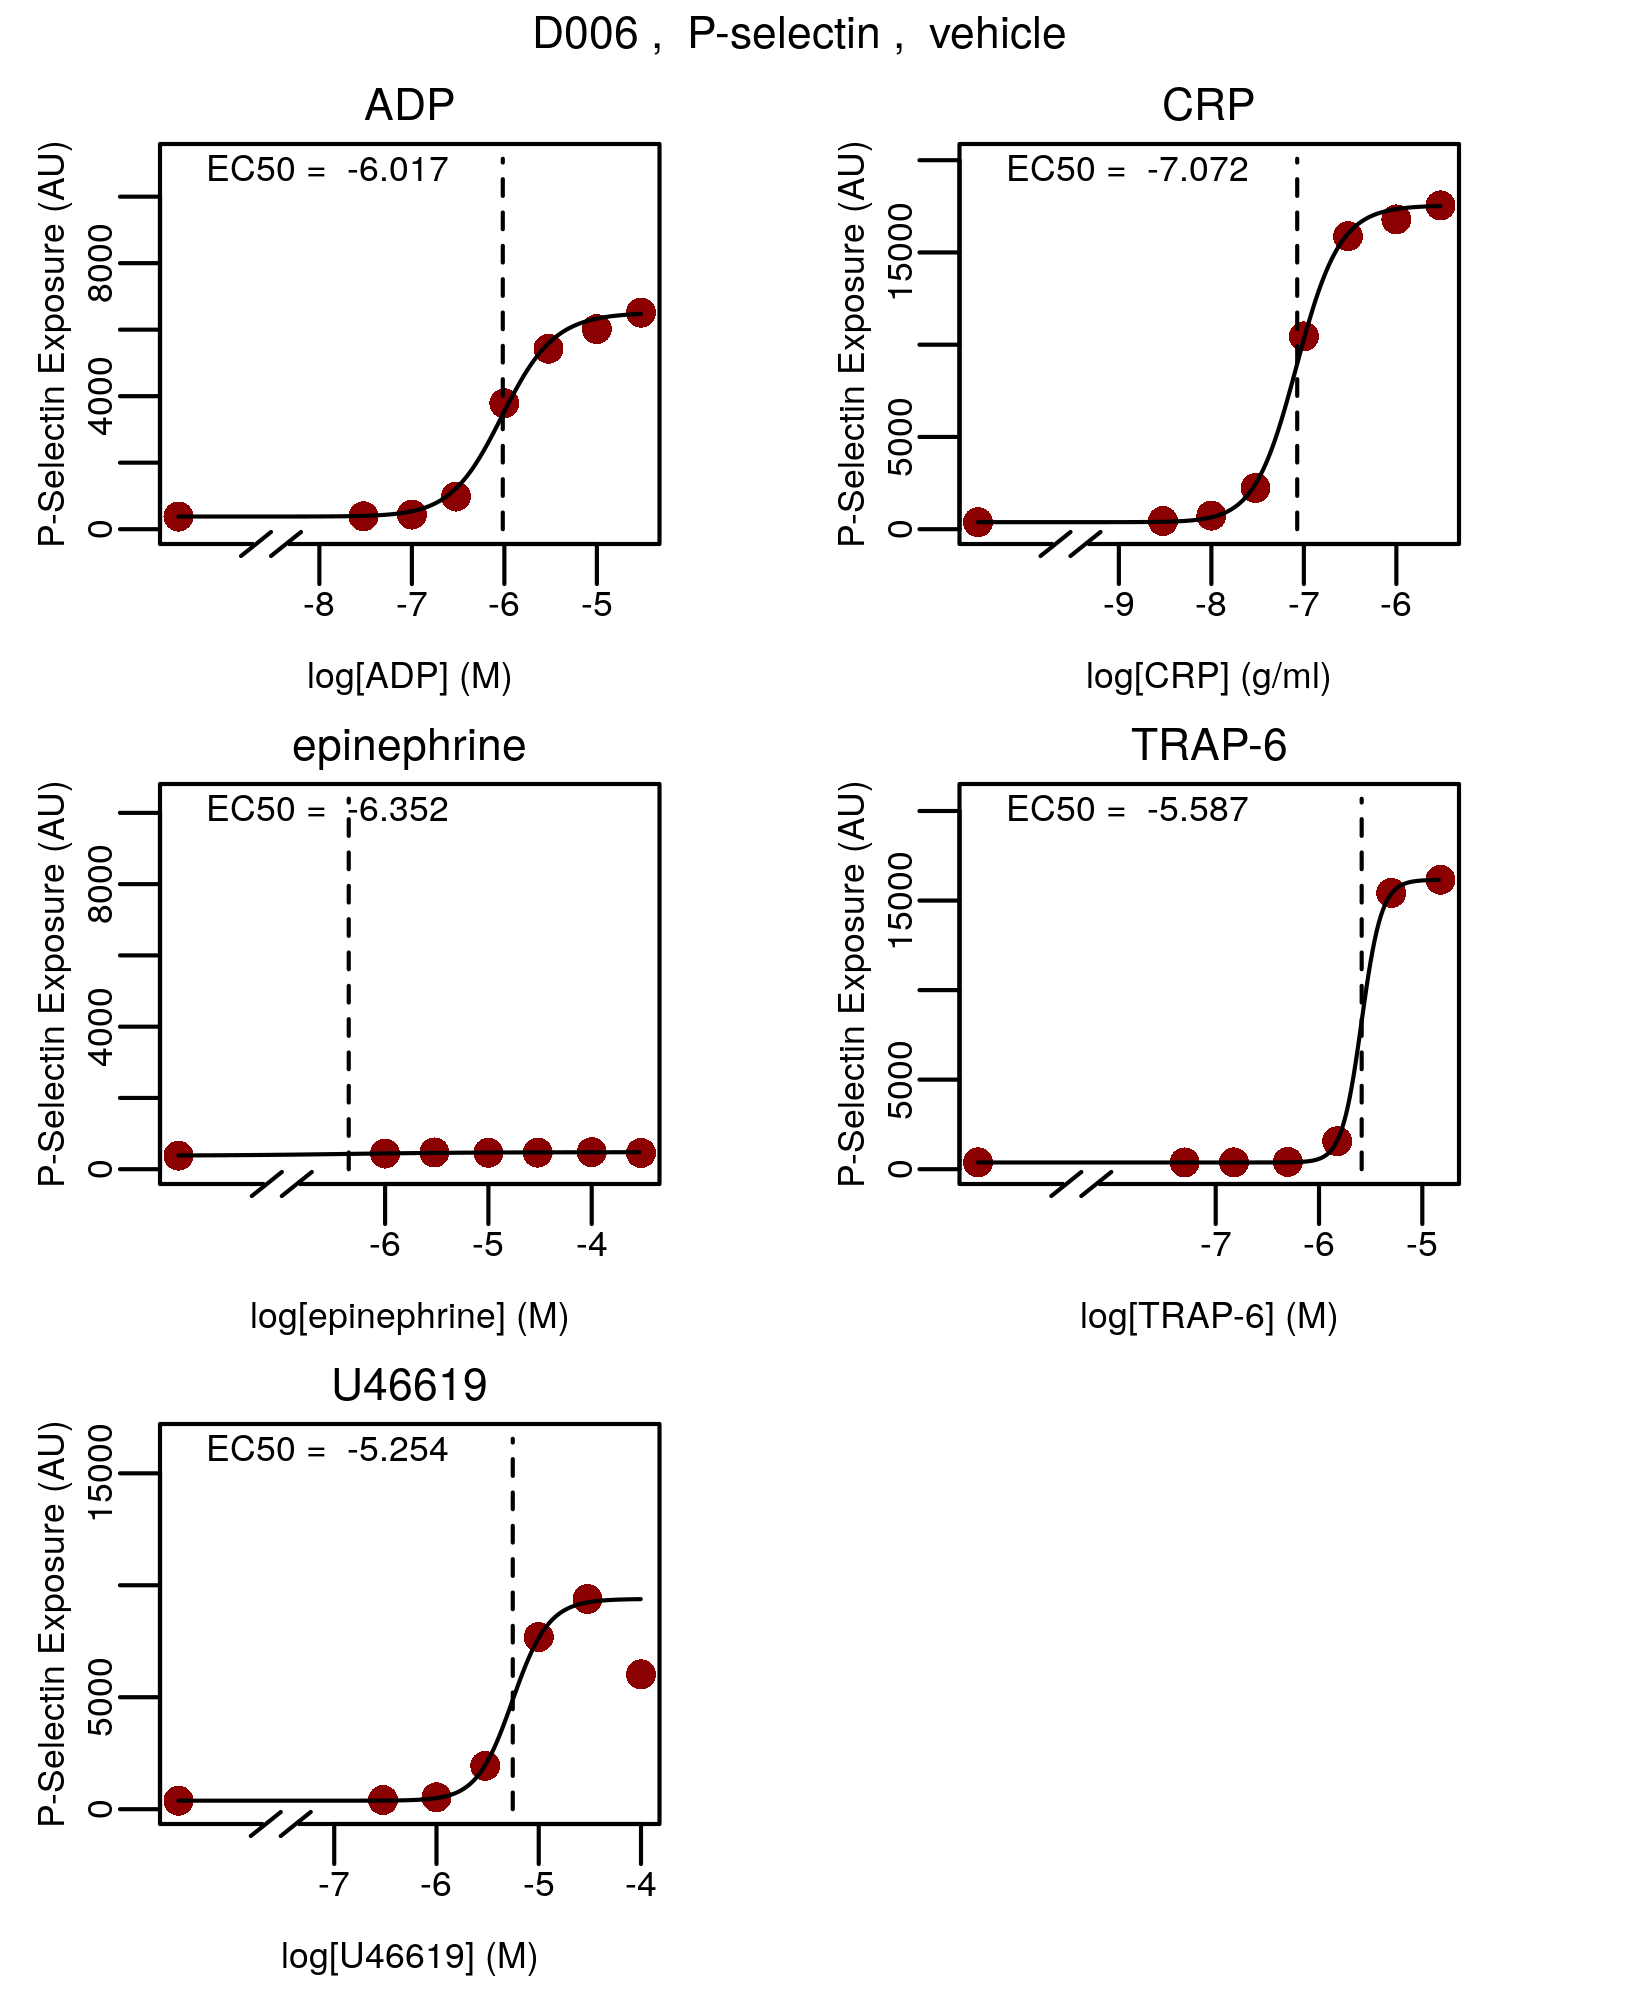 D006 , P-selectin , vehicle
ADP
EC50 = -6.017
P-Selectin Exposure (AU)
8000
4000
0
-8 -7 -6 -5
log[ADP] (M)
CRP
EC50 = -7.072
P-Selectin Exposure (AU)
15000
5000
0
-9 -8 -7 -6
log[CRP] (g/ml)
epinephrine
EC50 = -6.352
P-Selectin Exposure (AU)
8000
4000
0
-6 -5 -4
log[epinephrine] (M)
TRAP-6
EC50 = -5.587
P-Selectin Exposure (AU)
15000
5000
0
-7 -6 -5
log[TRAP-6] (M)
U46619
EC50 = -5.254
P-Selectin Exposure (AU)
15000
5000
0
-7 -6 -5 -4
log[U46619] (M)